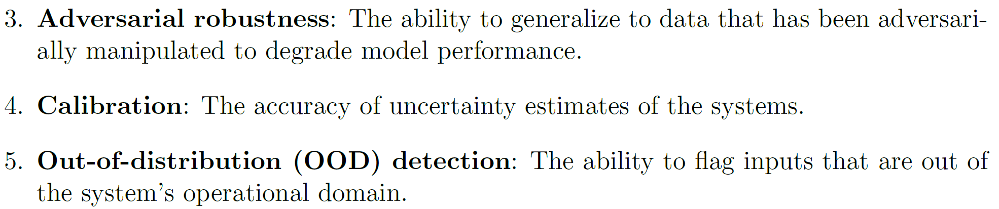 3. Adversarial robustness: The ability to generalize to data that has been adversari-
ally manipulated to degrade model performance.
4. Calibration: The accuracy of uncertainty estimates of the systems.
5. Out-of-distribution (OOD) detection: The ability to flag inputs that are out of
the system’s operational domain.